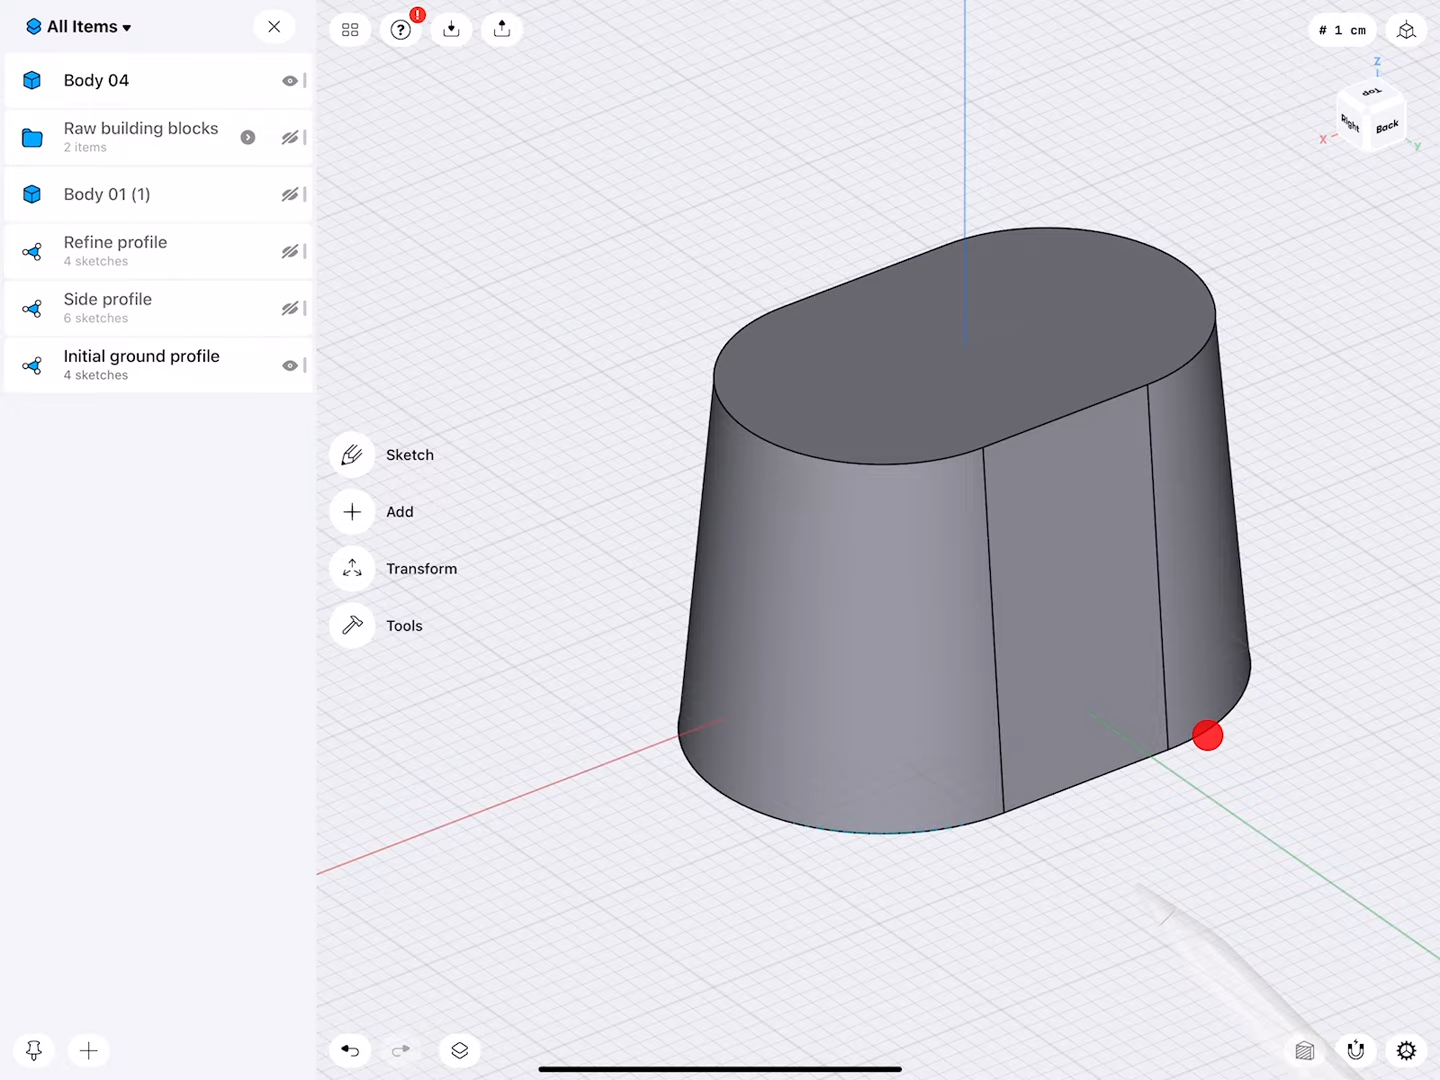 All Items
Body 04
Raw building blocks
2 items
Body 01 (1)
Refine profile
4 sketches
Side profile
6 sketches
Initial ground profile
4 sketches
Sketch
Add
Transform
Tools
?
!
# 1 cm
Z
Top
Right
Back
X
y